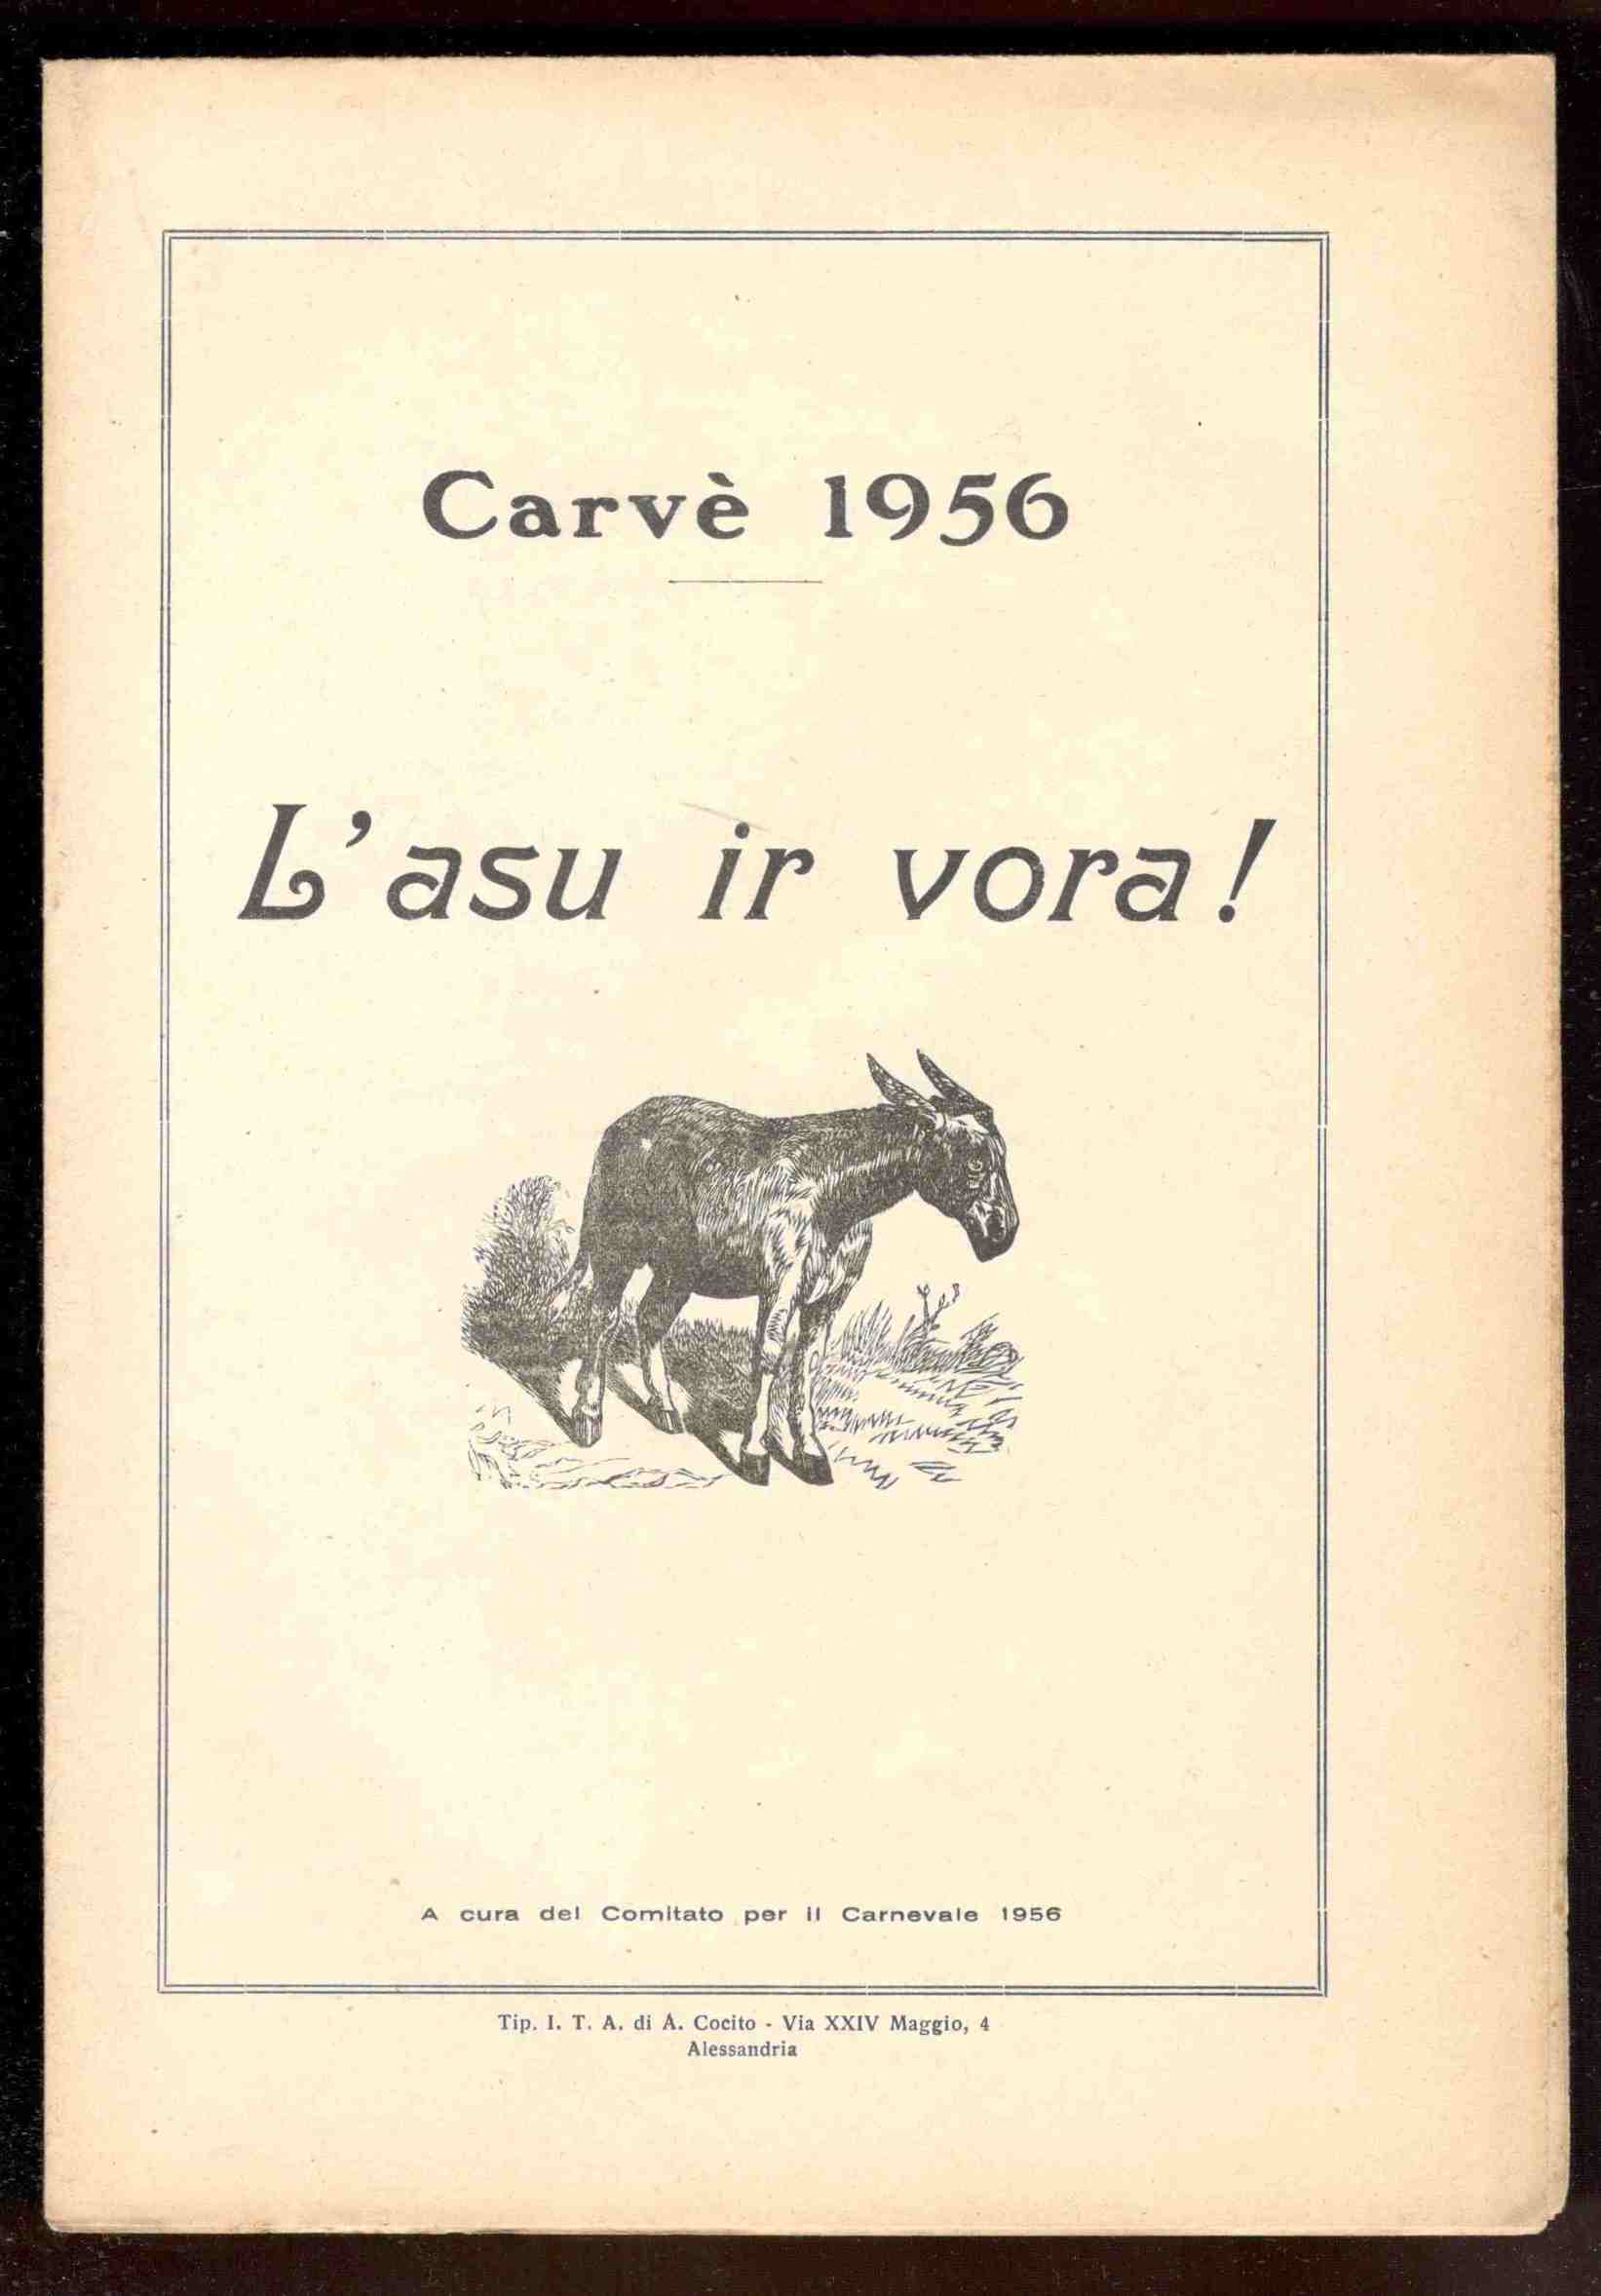 Carvè 1956
L'asu ir vora!
A cura del Comitato per il Carnevale 1956
Tip. I. T. A. di A. Cocito - Via XXIV Maggio, 4
Alessandria